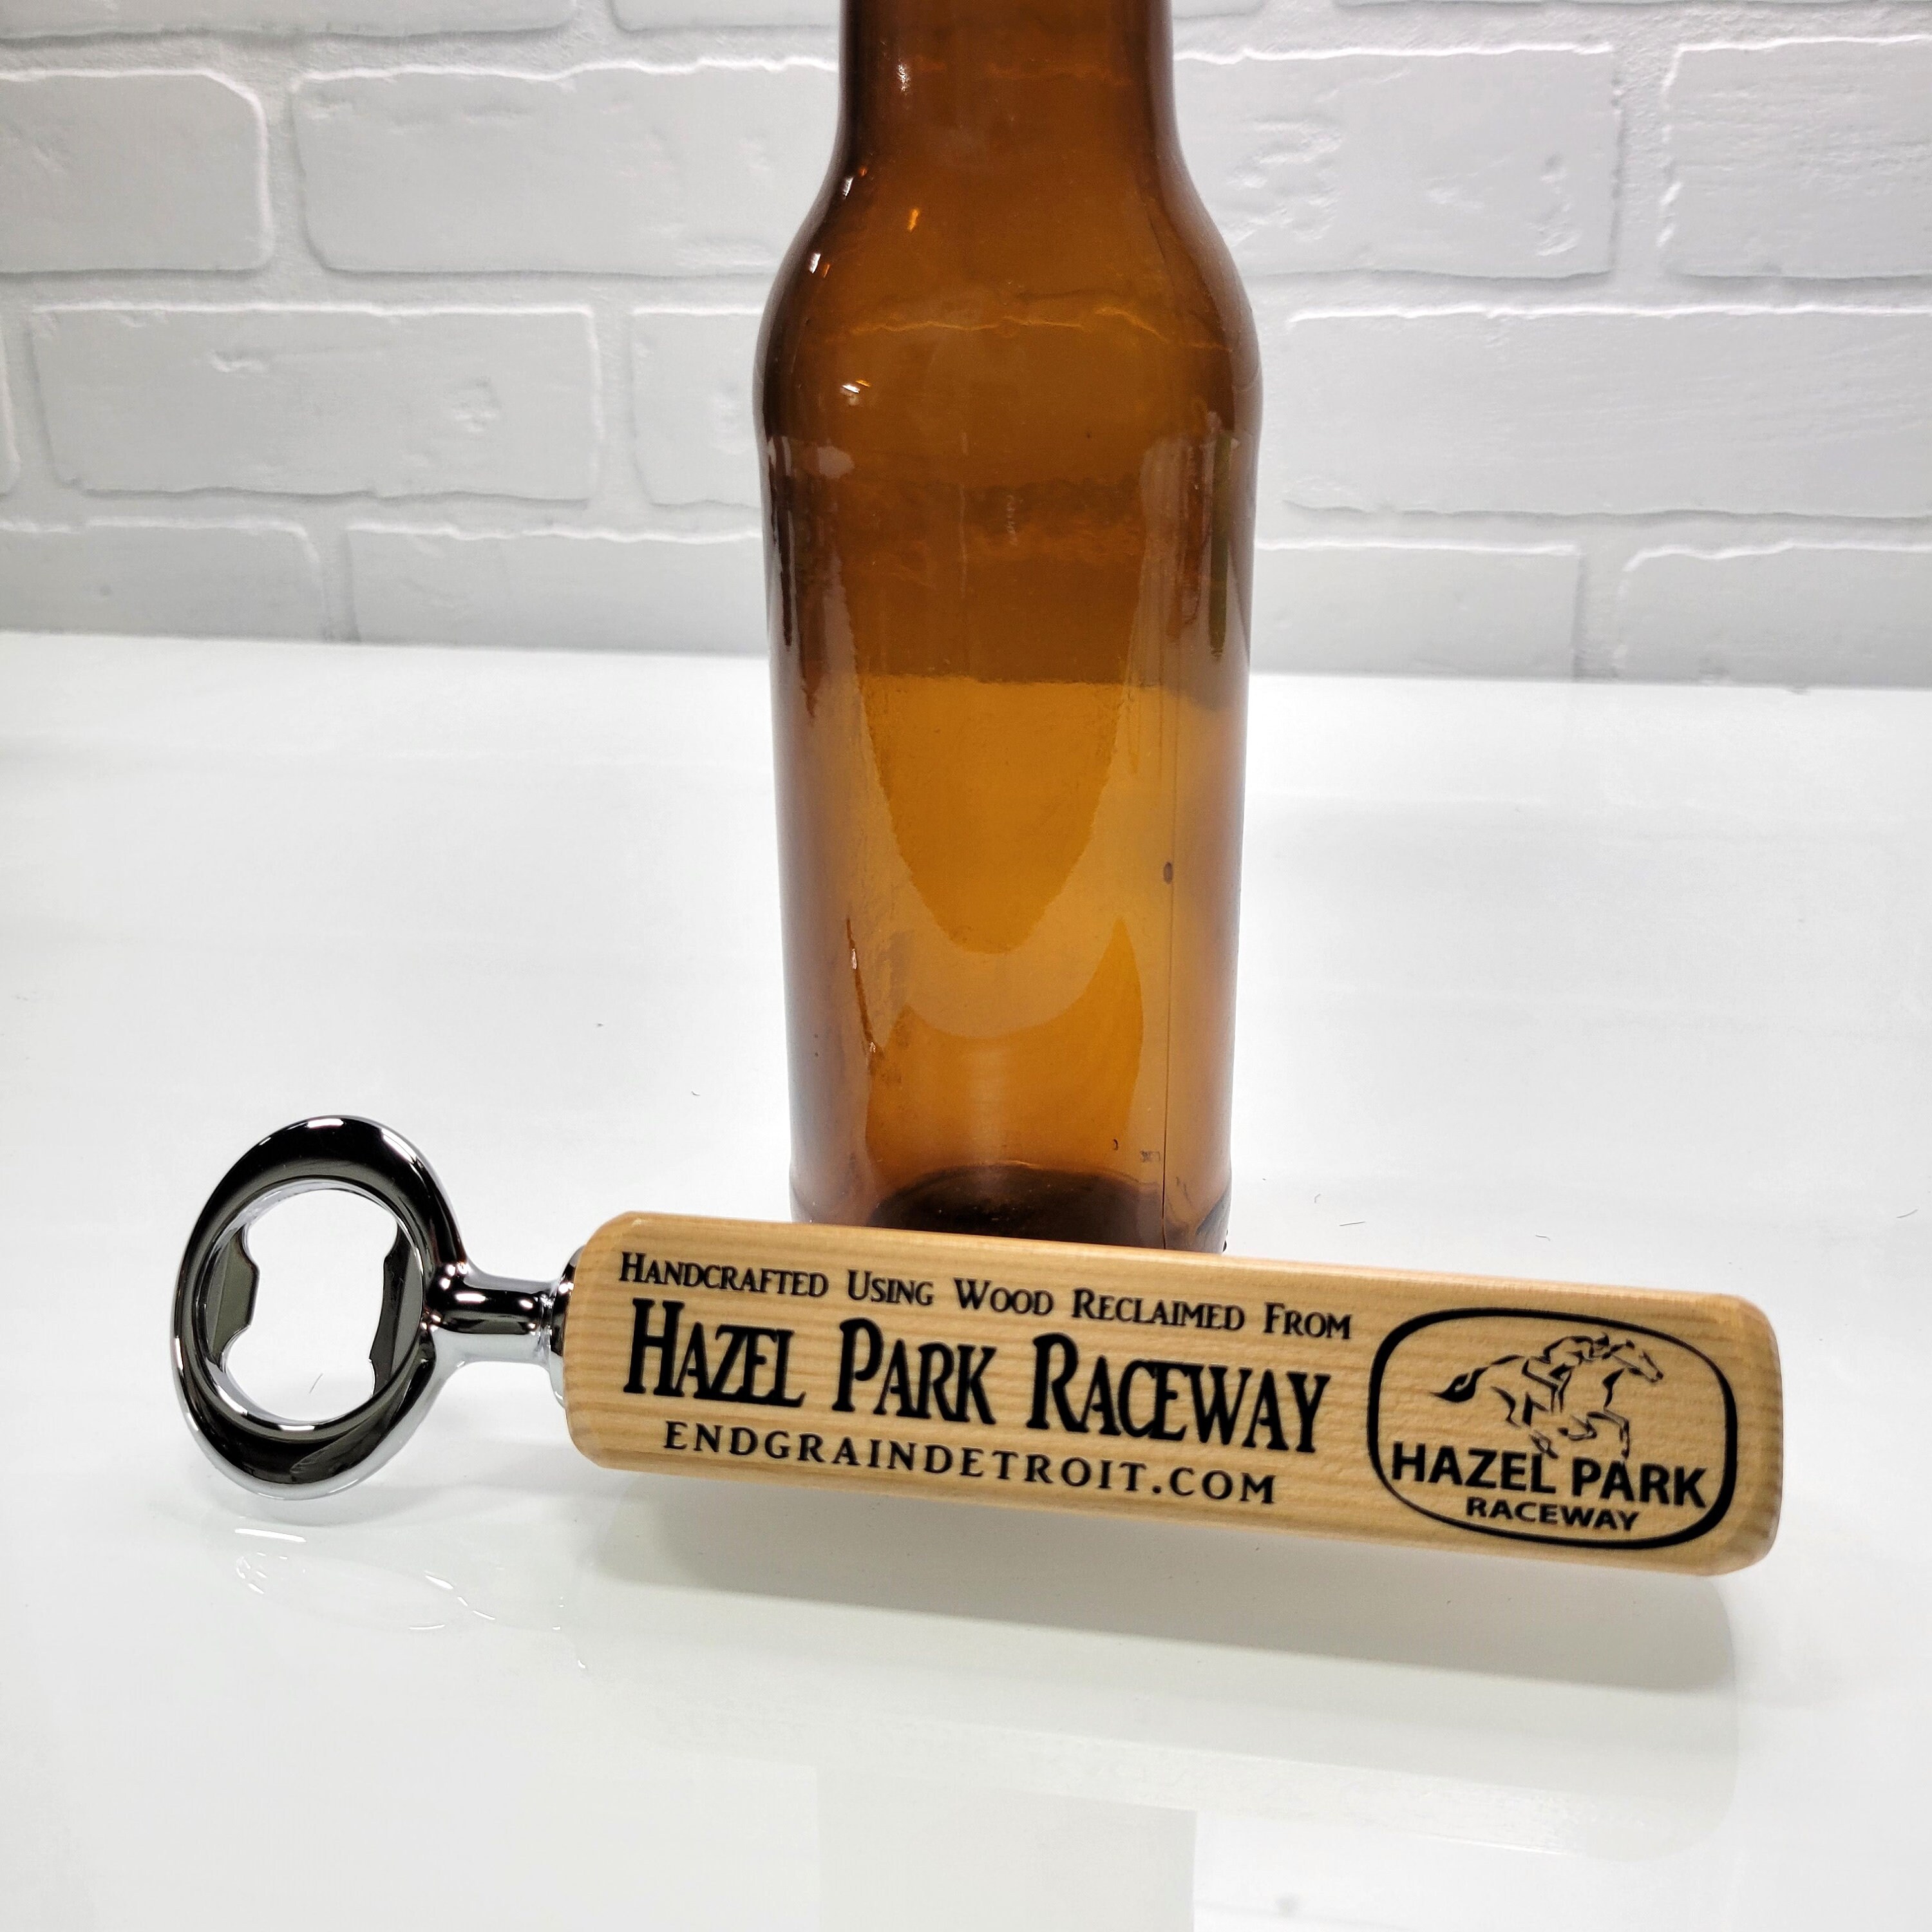 Handcrafted Using Wood Reclaimed From
Hazel Park Raceway
ENDGRAINDETROIT.COM
HAZEL PARK
RACEWAY